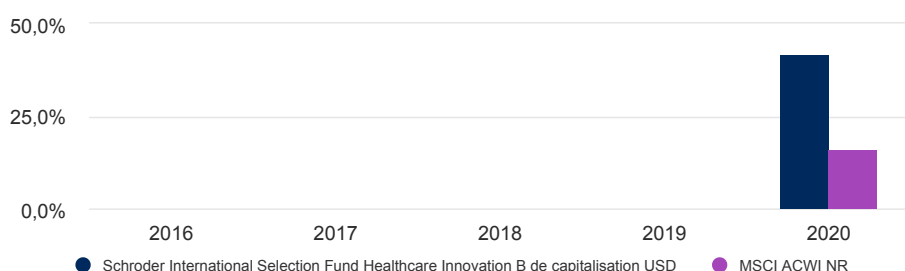 50,0%
25,0%
0,0%
2016 2017 2018 2019 2020
Schroder International Selection Fund Healthcare Innovation B de capitalisation USD MSCI ACWI NR